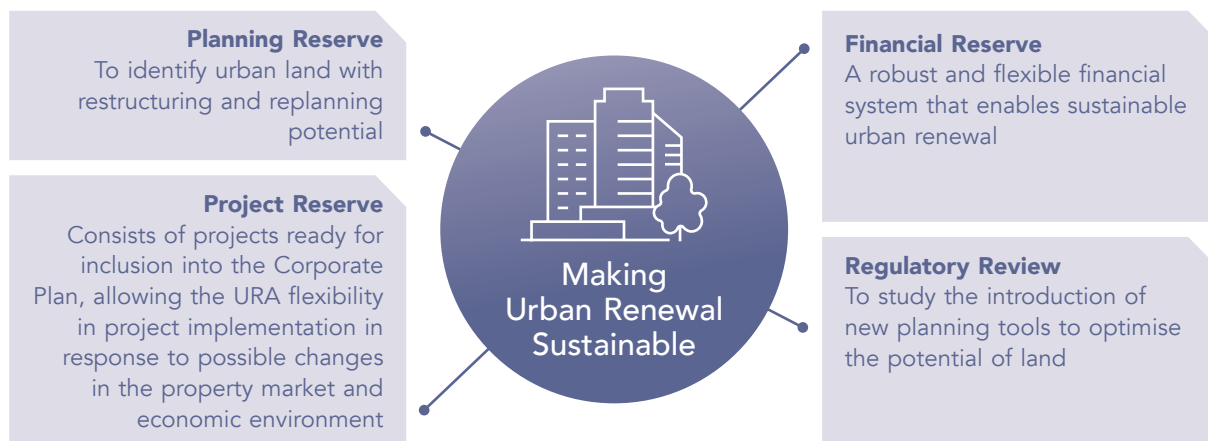 Planning Reserve
To identify urban land with
restructuring and replanning
potential
Project Reserve
Consists of projects ready for
inclusion into the Corporate
Plan, allowing the URA flexibility
in project implementation in
response to possible changes
in the property market and
economic environment
Making
Urban Renewal
Sustainable
Financial Reserve
A robust and flexible financial
system that enables sustainable
urban renewal
Regulatory Review
To study the introduction of
new planning tools to optimise
the potential of land